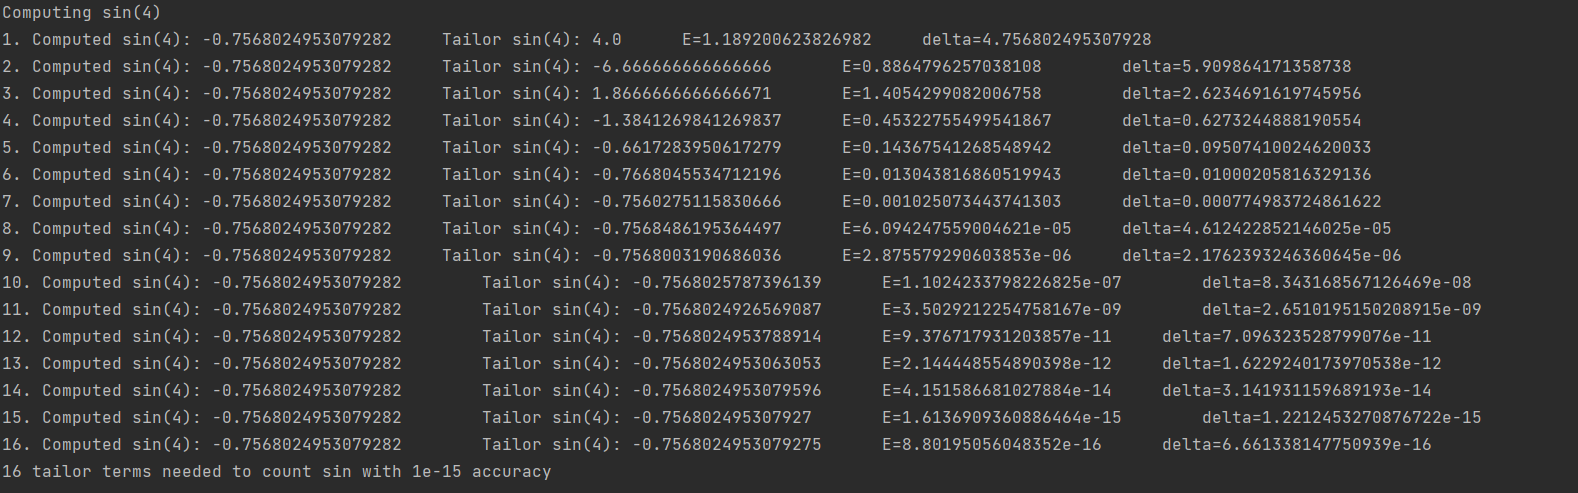 Computing sin(4)
1. Computed sin(4): -0.7568024953079282 Tailor sin(4): 4.0 E=1.189200623826982 delta=4.756802495307928
2. Computed sin(4): -0.7568024953079282 Tailor sin(4): -6.666666666666666 E=0.8864796257038108 delta=5.909864171358738
3. Computed sin(4): -0.7568024953079282 Tailor sin(4): 1.8666666666666671 E=1.4054299082006758 delta=2.6234691619745956
4. Computed sin(4): -0.7568024953079282 Tailor sin(4): -1.3841269841269837 E=0.45322755499541867 delta=0.6273244888190554
5. Computed sin(4): -0.7568024953079282 Tailor sin(4): -0.6617283950617279 E=0.14367541268548942 delta=0.09507410024620033
6. Computed sin(4): -0.7568024953079282 Tailor sin(4): -0.7668045534712196 E=0.013043816860519943 delta=0.01000205816329136
7. Computed sin(4): -0.7568024953079282 Tailor sin(4): -0.7560275115830666 E=0.001025073443741303 delta=0.000774983724861622
8. Computed sin(4): -0.7568024953079282 Tailor sin(4): -0.7568486195364497 E=6.094247559004621e-05 delta=4.612422852146025e-05
9. Computed sin(4): -0.7568024953079282 Tailor sin(4): -0.7568003190686036 E=2.875579290603853e-06 delta=2.1762393246360645e-06
10. Computed sin(4): -0.7568024953079282 Tailor sin(4): -0.7568025787396139 E=1.1024233798226825e-07 delta=8.343168567126469e-08
11. Computed sin(4): -0.7568024953079282 Tailor sin(4): -0.7568024926569087 E=3.5029212254758167e-09 delta=2.6510195150208915e-09
12. Computed sin(4): -0.7568024953079282 Tailor sin(4): -0.7568024953788914 E=9.376717931203857e-11 delta=7.096323528799076e-11
13. Computed sin(4): -0.7568024953079282 Tailor sin(4): -0.7568024953063053 E=2.144448554890398e-12 delta=1.6229240173970538e-12
14. Computed sin(4): -0.7568024953079282 Tailor sin(4): -0.7568024953079596 E=4.151586681027884e-14 delta=3.141931159689193e-14
15. Computed sin(4): -0.7568024953079282 Tailor sin(4): -0.756802495307927 E=1.6136909360886464e-15 delta=1.2212453270876722e-15
16. Computed sin(4): -0.7568024953079282 Tailor sin(4): -0.7568024953079275 E=8.80195056048352e-16 delta=6.661338147750939e-16
16 tailor terms needed to count sin with 1e-15 accuracy